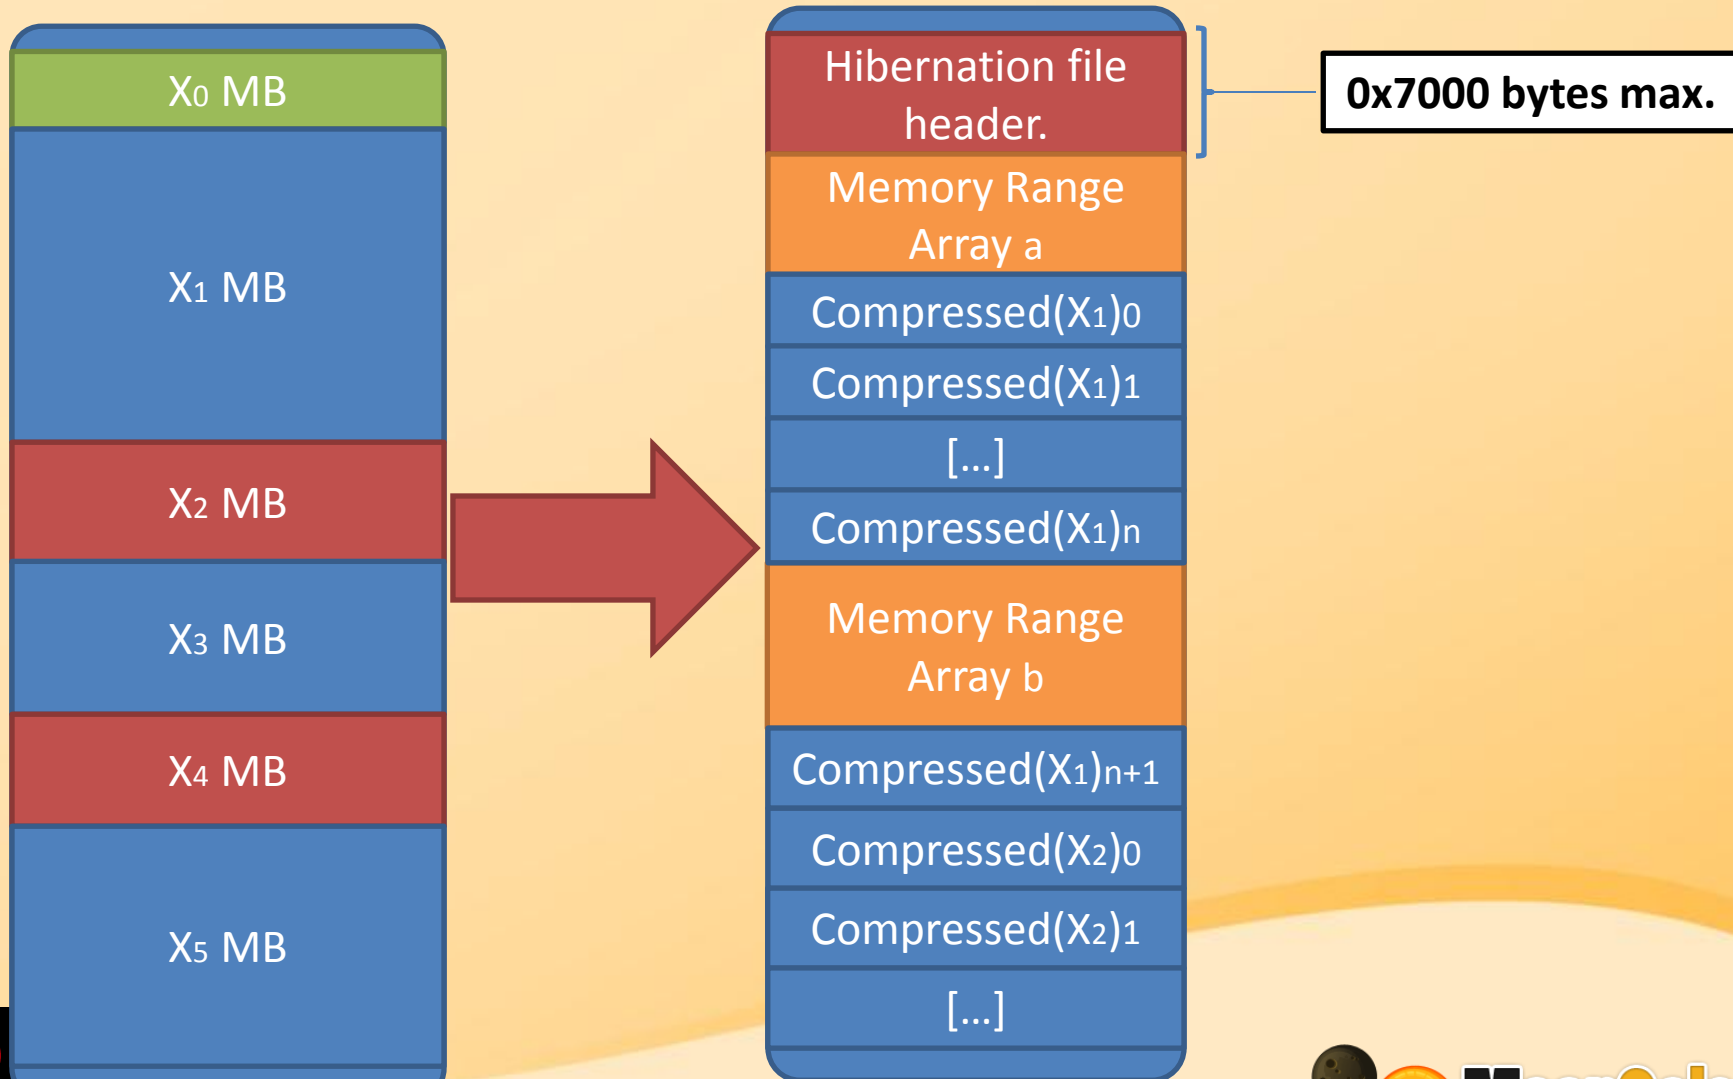 X0 MB
X1 MB
X2 MB
X3 MB
X4 MB
X5 MB
Hibernation file
header.
Memory Range
Array a
Compressed(X1)0
Compressed(X1)1
[...]
Compressed(X1)n
Memory Range
Array b
Compressed(X1)n+1
Compressed(X2)0
Compressed(X2)1
[...]
0x7000 bytes max.